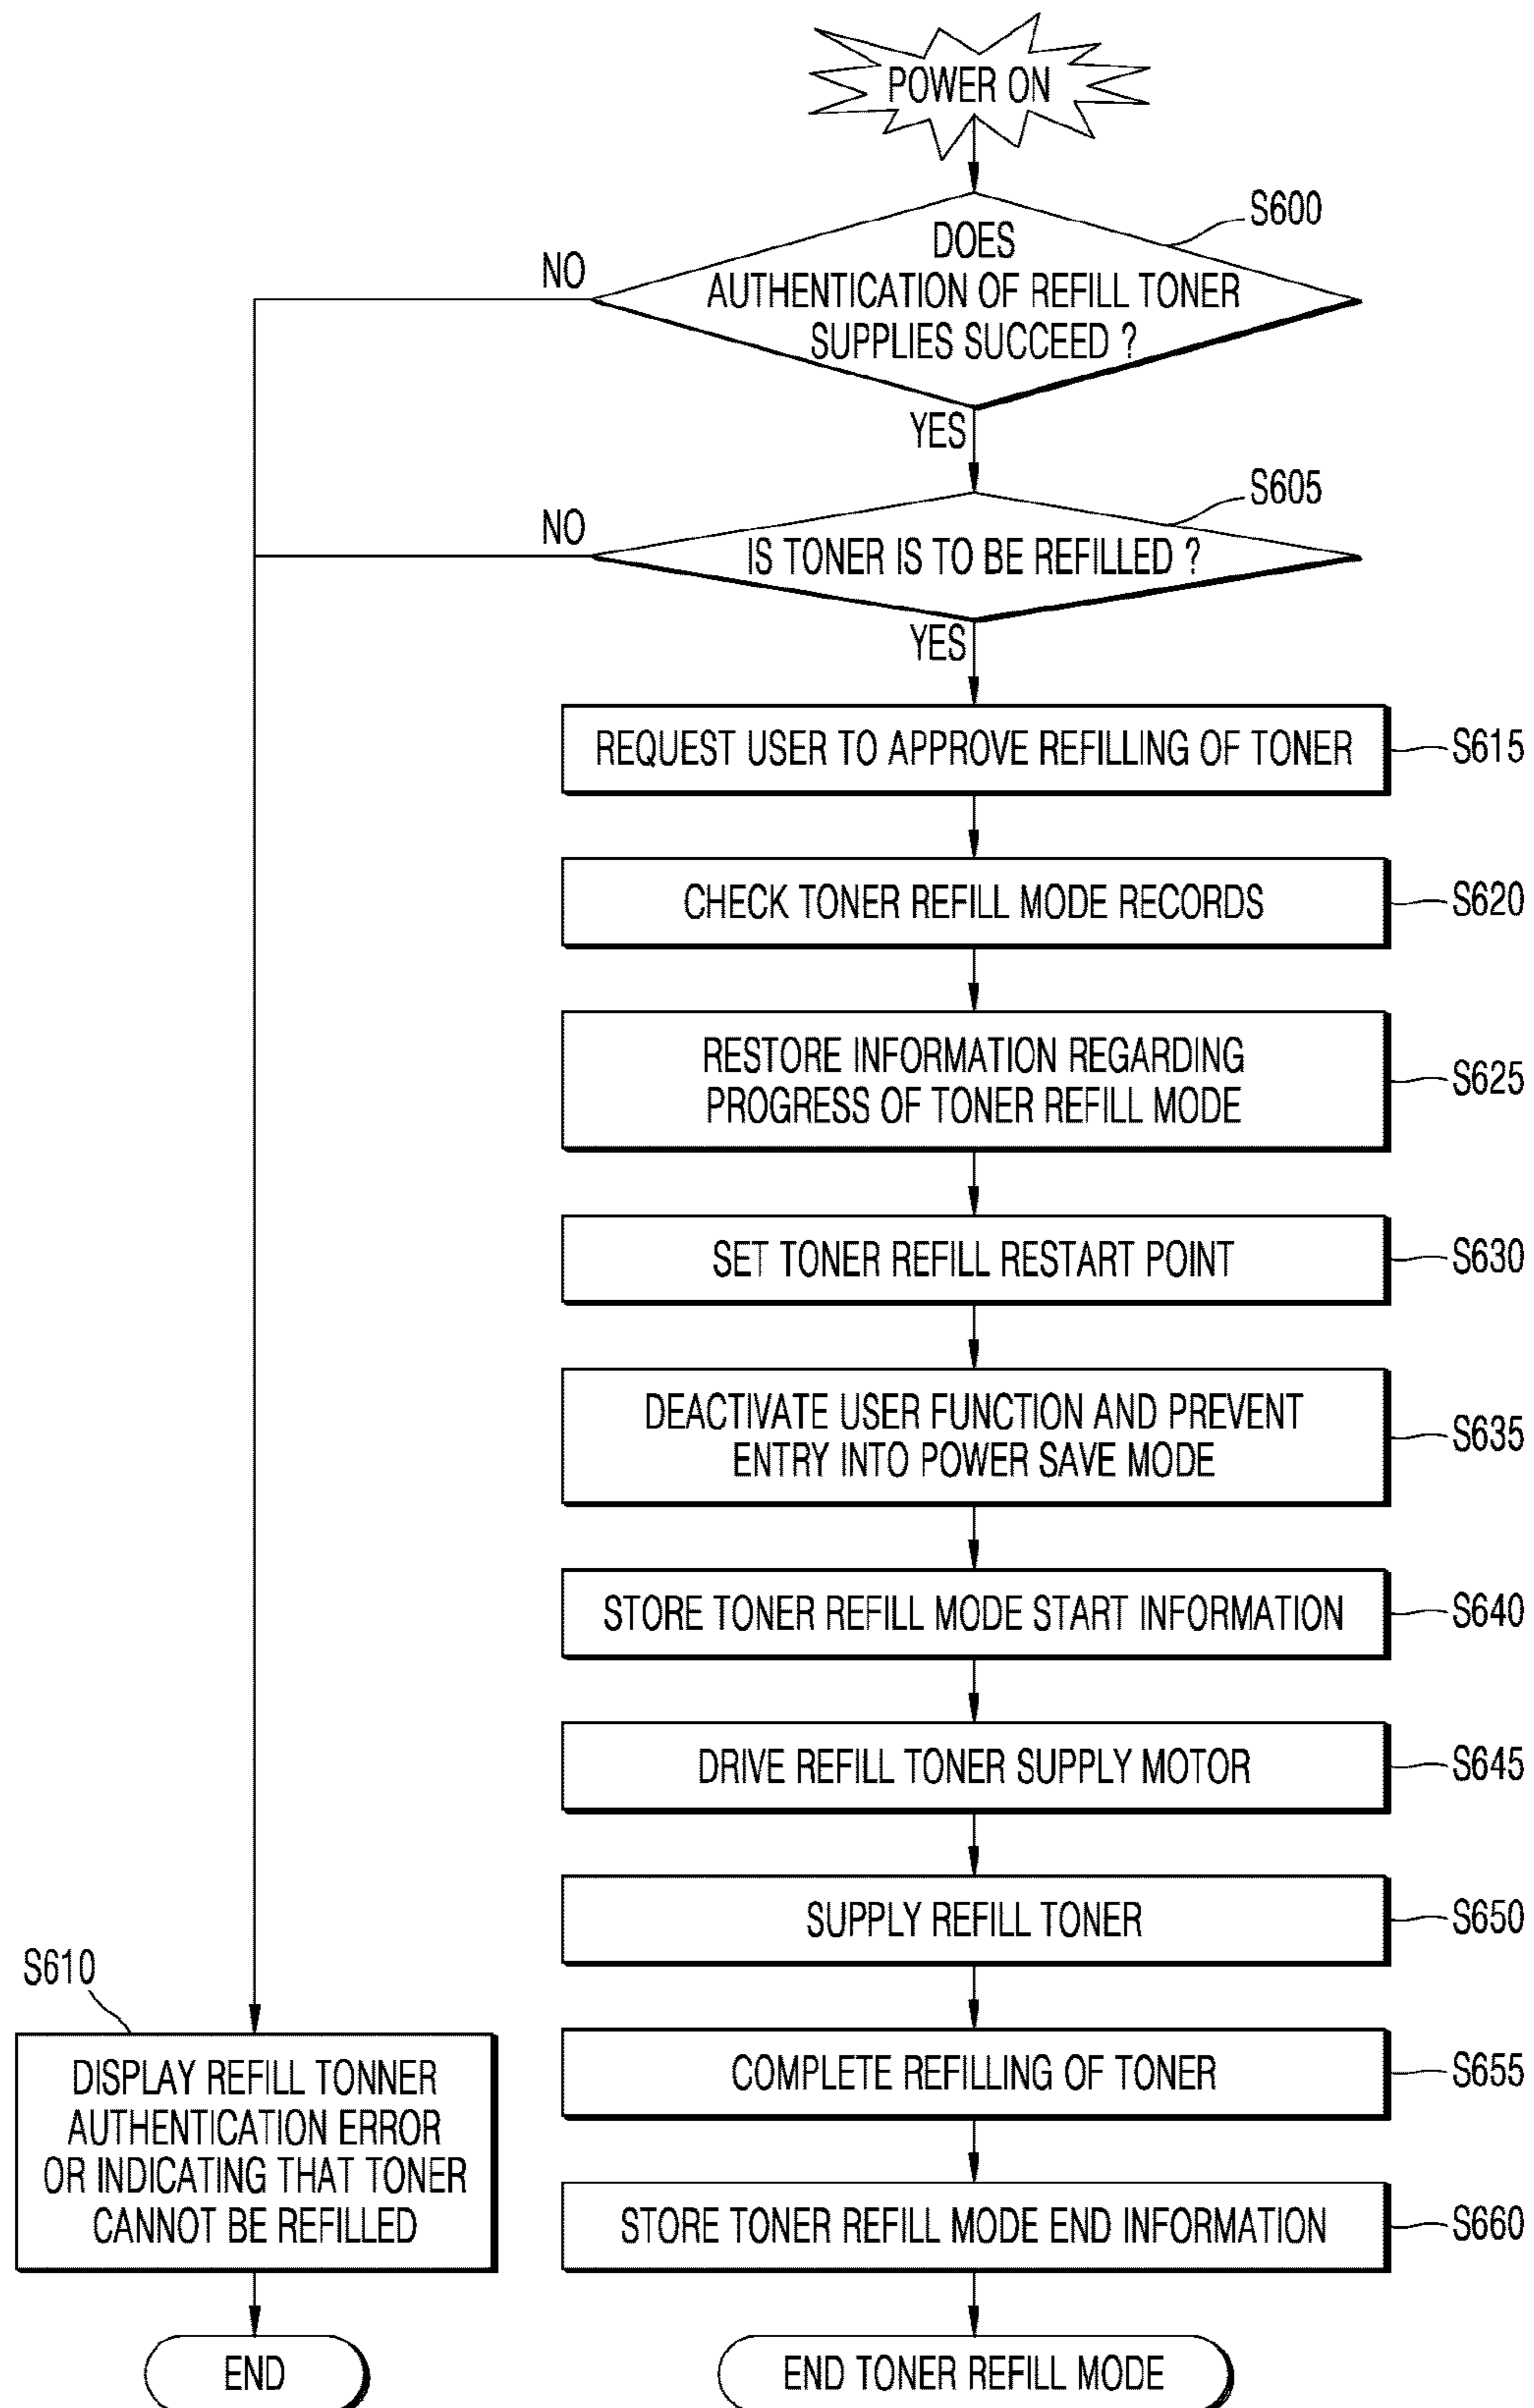 POWER ON
S600
DOES
AUTHENTICATION OF REFILL TONER
SUPPLIES SUCCEED ?
NO
YES
S605
IS TONER IS TO BE REFILLED ?
NO
YES
REQUEST USER TO APPROVE REFILLING OF TONER
S615
CHECK TONER REFILL MODE RECORDS
S620
RESTORE INFORMATION REGARDING
PROGRESS OF TONER REFILL MODE
S625
SET TONER REFILL RESTART POINT
S630
DEACTIVATE USER FUNCTION AND PREVENT
ENTRY INTO POWER SAVE MODE
S635
STORE TONER REFILL MODE START INFORMATION
S640
DRIVE REFILL TONER SUPPLY MOTOR
S645
SUPPLY REFILL TONER
S650
S610
DISPLAY REFILL TONNER
AUTHENTICATION ERROR
OR INDICATING THAT TONER
CANNOT BE REFILLED
COMPLETE REFILLING OF TONER
S655
STORE TONER REFILL MODE END INFORMATION
S660
END
END TONER REFILL MODE